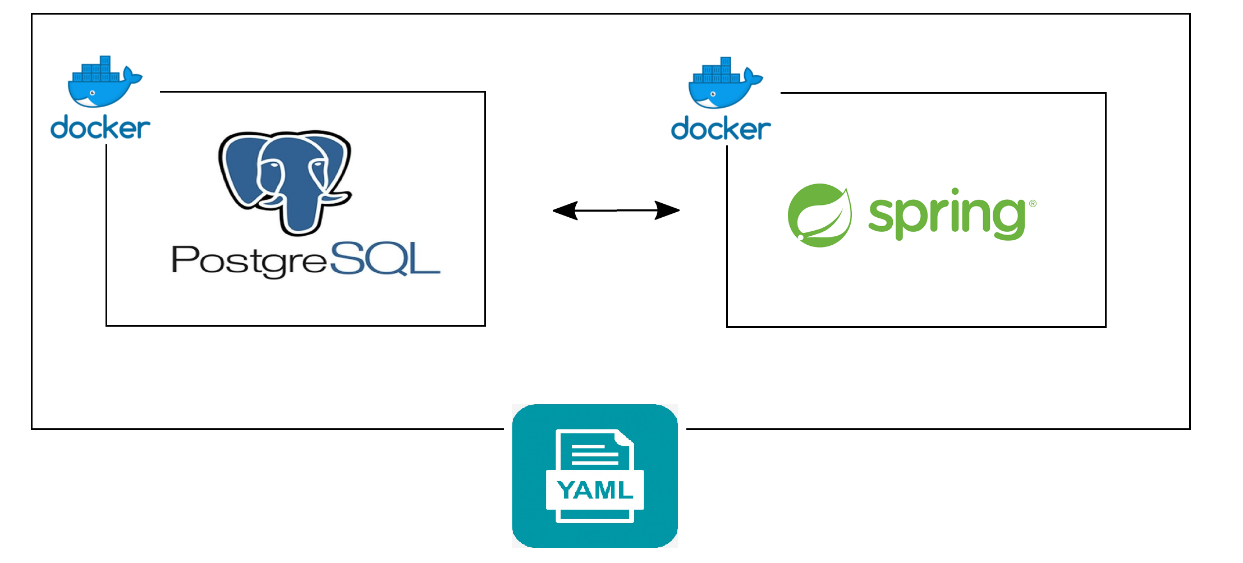 docker
PostgreSQL
docker
spring®
YAML